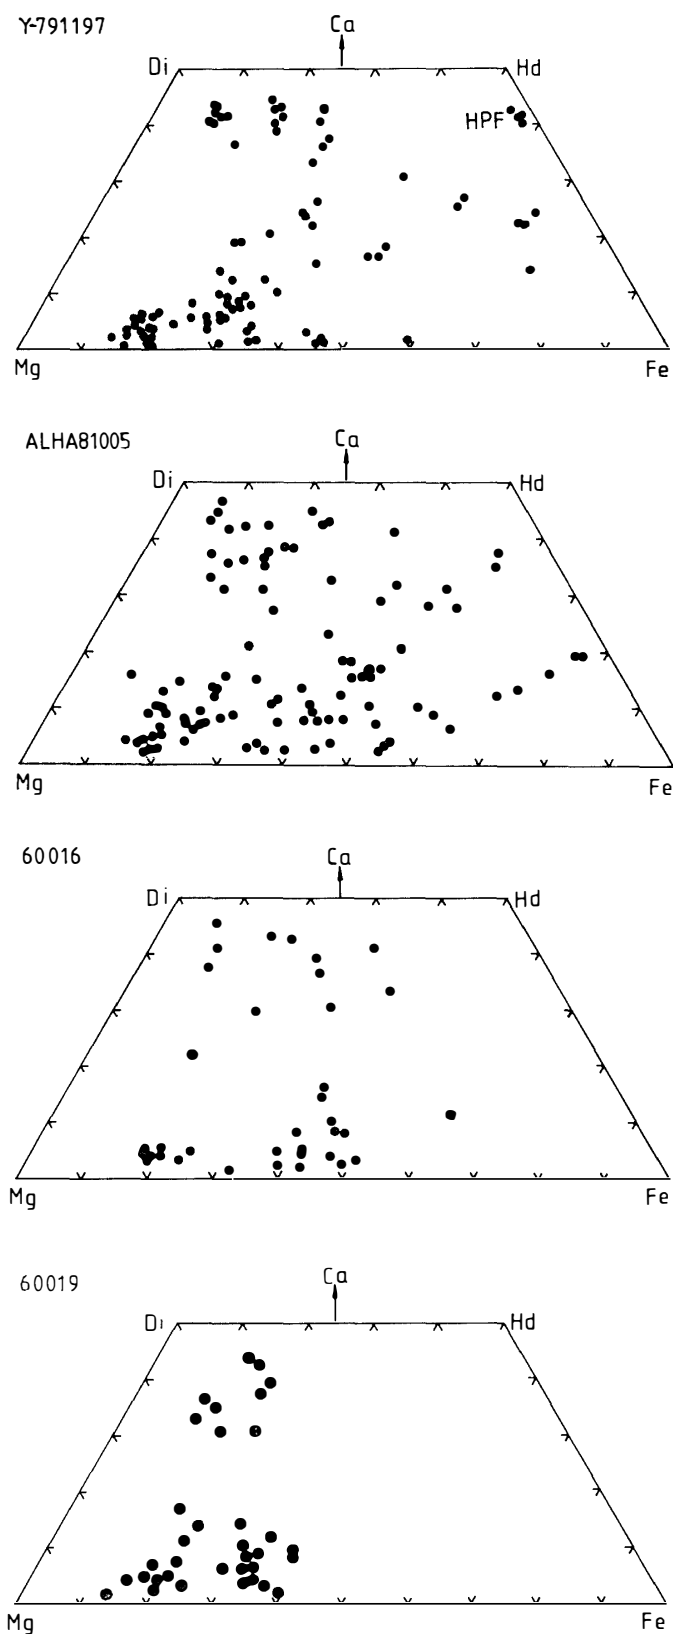 Y-791197
Ca
Di
Hd
HPF
Mg
Fe
ALHA81005
Ca
Di
Hd
Mg
Fe
60016
Ca
Di
Hd
Mg
Fe
60019
Ca
Di
Hd
Mg
Fe